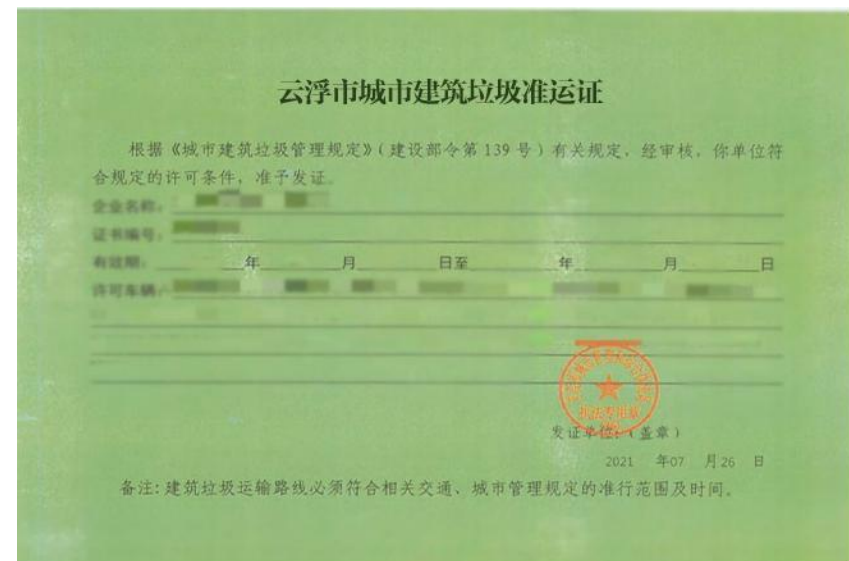 云浮市城市建筑垃圾准运证
根据《城市建筑垃圾管理规定》（建设部令第139号）有关规定，经审核，你单位符
合规定的许可条件，准予发证。
企业名称：
证书编号：
有效期： 年 月 日至 年 月 日
许可车辆：
执法专用章
发证单位：（盖章）
2021 年07 月26 日
备注：建筑垃圾运输路线必须符合相关交通、城市管理规定的准行范围及时间。